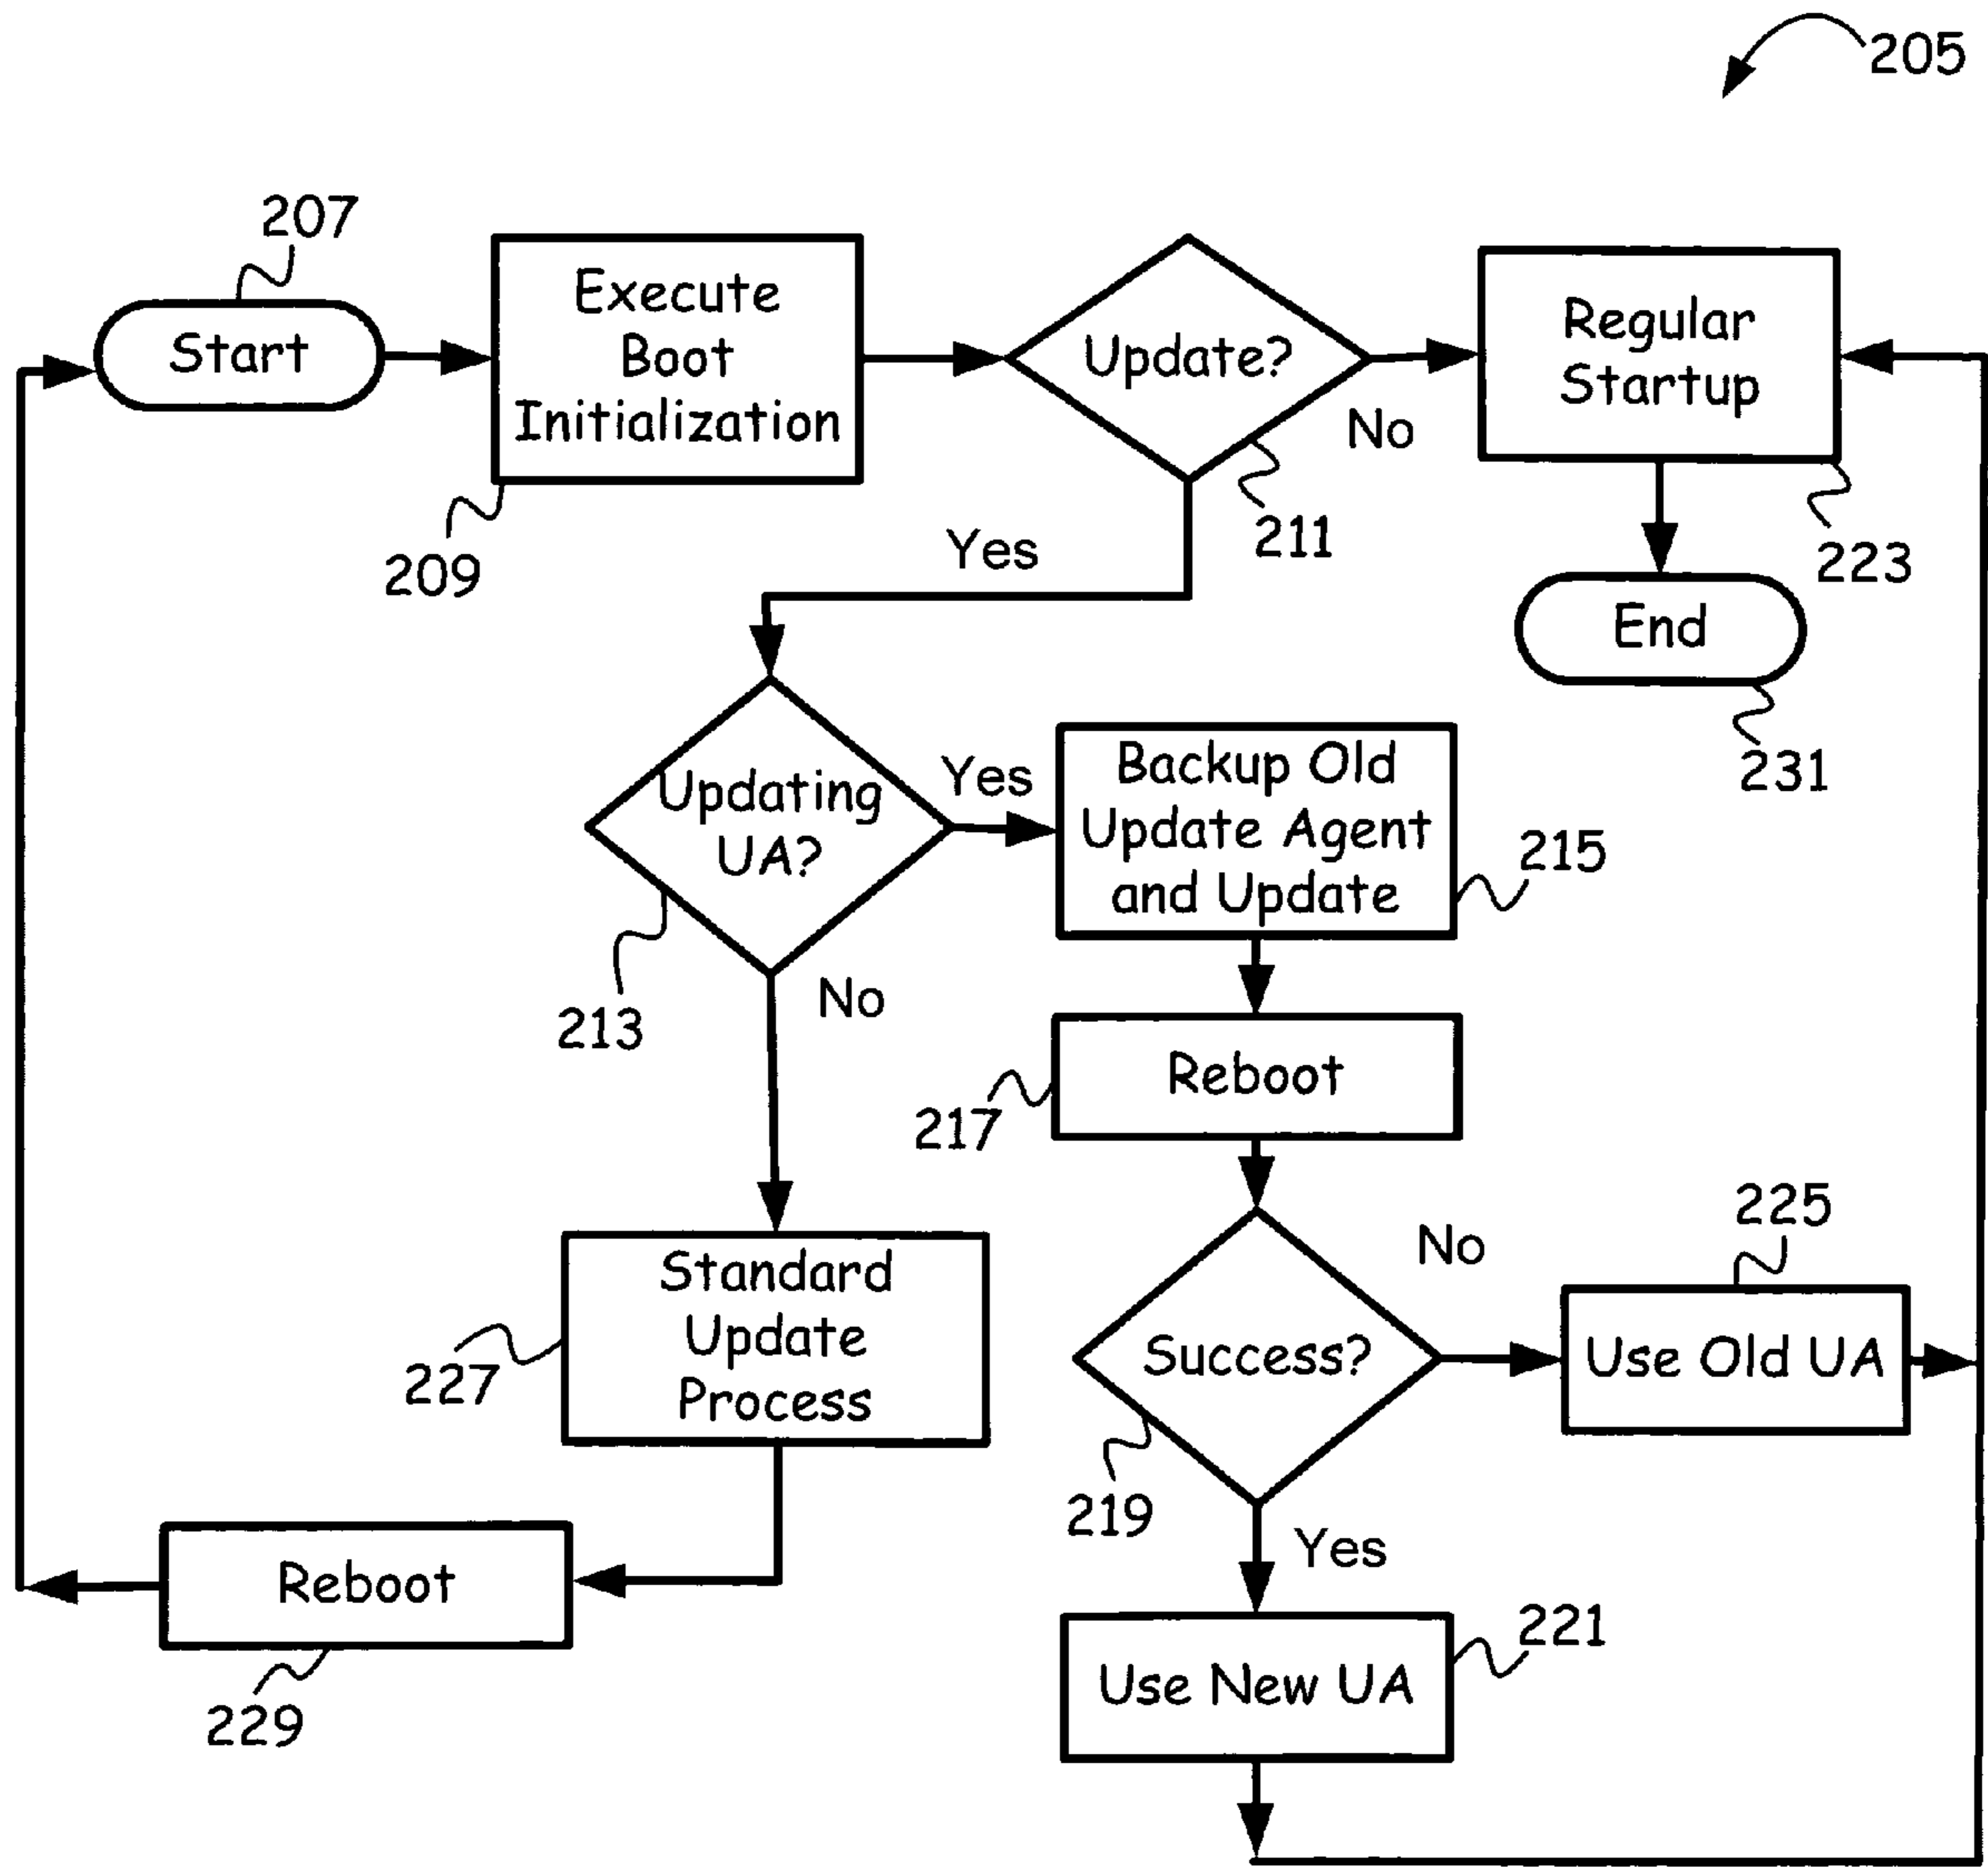 205
207
Start
Execute
Boot
Initialization
209
Update?
No
211
Yes
Regular
Startup
223
End
231
Updating
UA?
Yes
No
213
Backup Old
Update Agent
and Update
215
Reboot
217
Success?
No
219
Yes
225
Use Old UA
Standard
Update
Process
227
Reboot
229
Use New UA
221